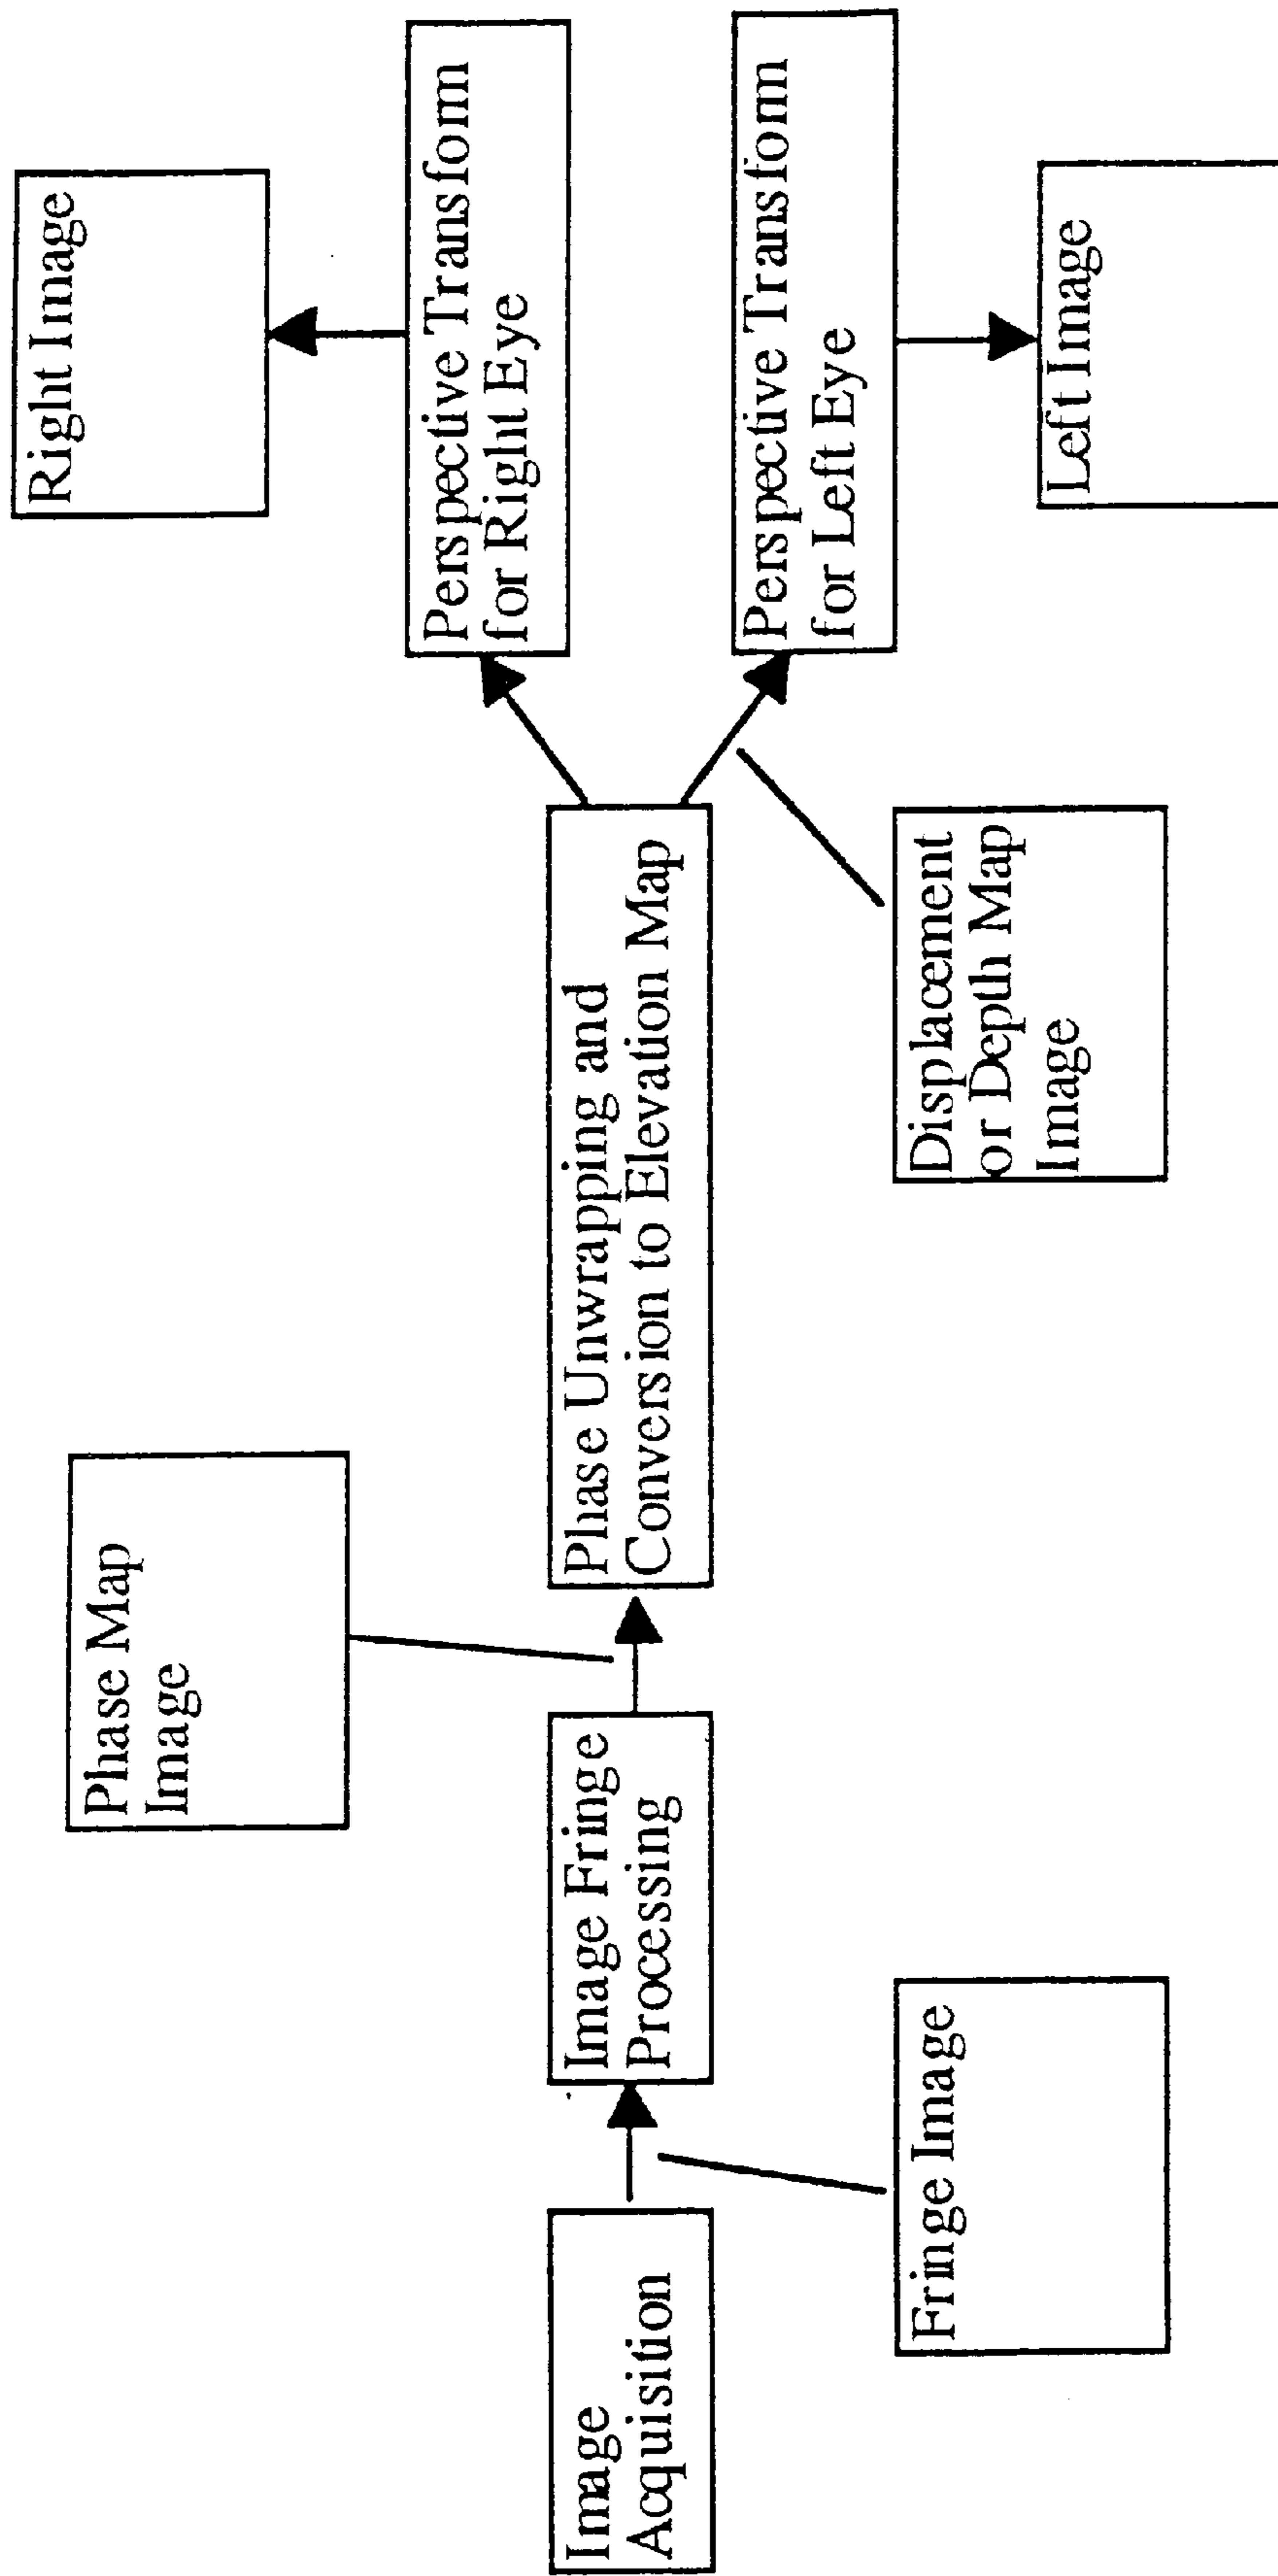 Image
Acquisition
Fringe Image
Image Fringe
Processing
Phase Map
Image
Phase Unwrapping and
Conversion to Elevation Map
Displacement
or Depth Map
Image
Perspective Transform
for Right Eye
Right Image
Perspective Transform
for Left Eye
Left Image